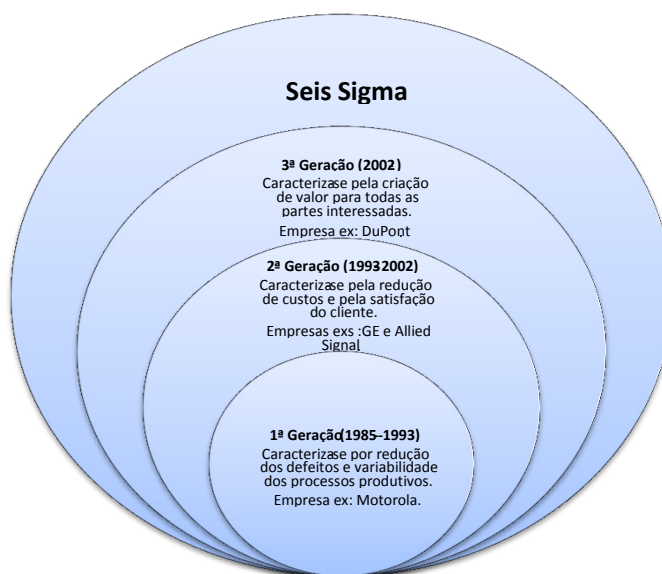 Seis Sigma
3ª Geração (2002)
Caracterizase pela criação
de valor para todas as
partes interessadas.
Empresa ex: DuPont
2ª Geração (19932002)
Caracterizase pela redução
de custos e pela satisfação
do cliente.
Empresas exs :GE e Allied
Signal
1ª Geração(1985–1993)
Caracterizase por redução
dos defeitos e variabilidade
dos processos produtivos.
Empresa ex: Motorola.